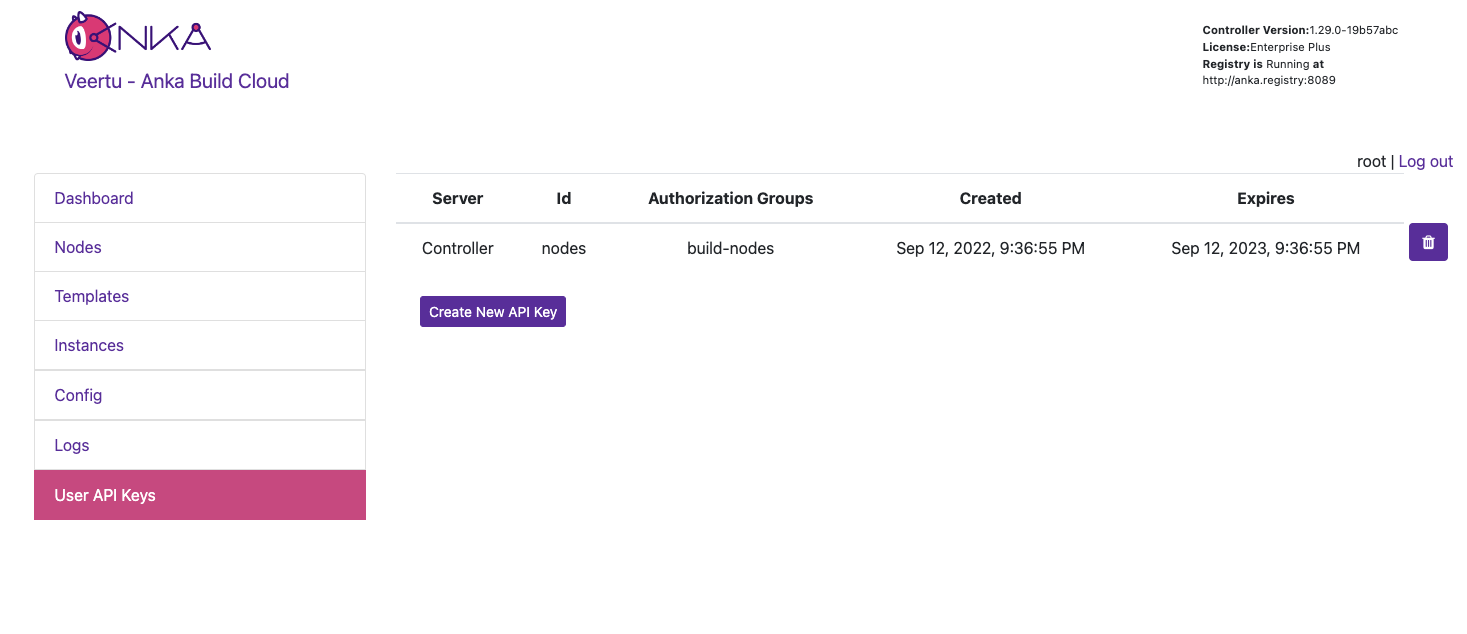 ANKA
Veertu - Anka Build Cloud
Controller Version:1.29.0-19b57abc
License:Enterprise Plus
Registry is Running at
http://anka.registry:8089
root | Log out
Dashboard
Nodes
Templates
Instances
Config
Logs
User API Keys
Server Id Authorization Groups Created Expires
Controller nodes build-nodes Sep 12, 2022, 9:36:55 PM Sep 12, 2023, 9:36:55 PM
Create New API Key